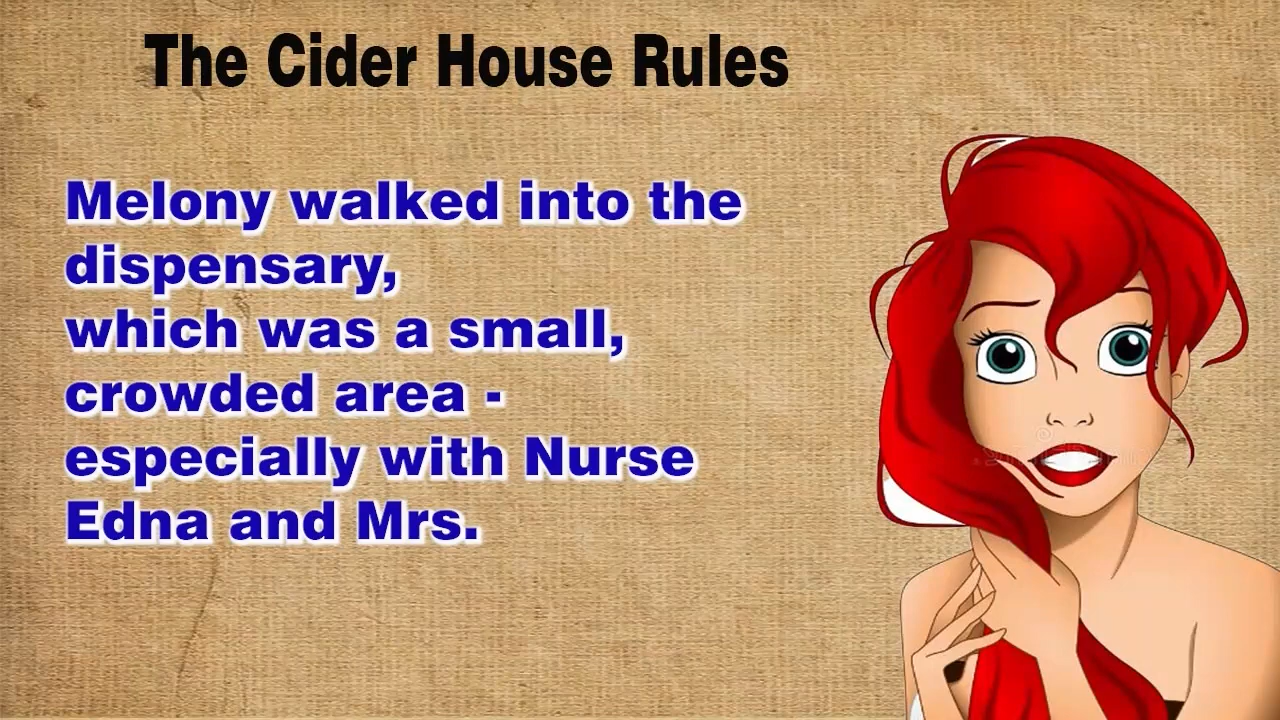 The Cider House Rules
Melony walked into the
dispensary,
which was a small,
crowded area -
especially with Nurse
Edna and Mrs.